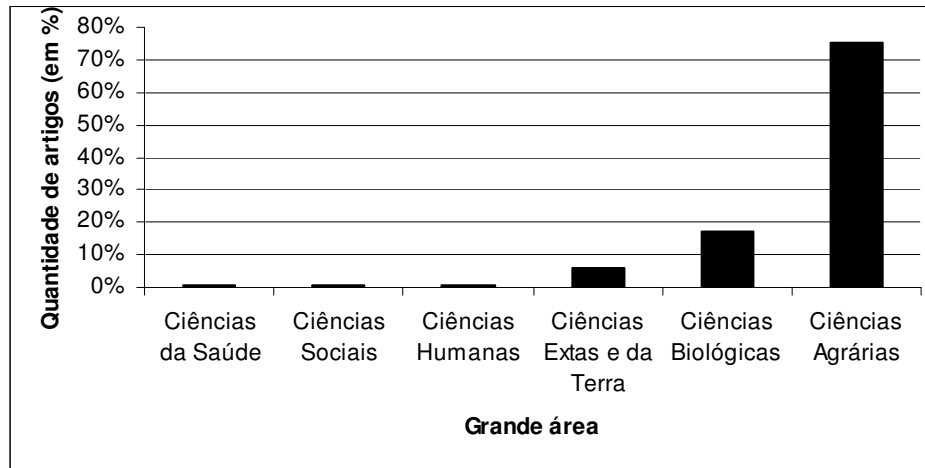 Quantidade de artigos (em %)
80%
70%
60%
50%
40%
30%
20%
10%
0%
Ciências da Saúde
Ciências Sociais
Ciências Humanas
Ciências Extas e da Terra
Ciências Biológicas
Ciências Agrárias
Grande área